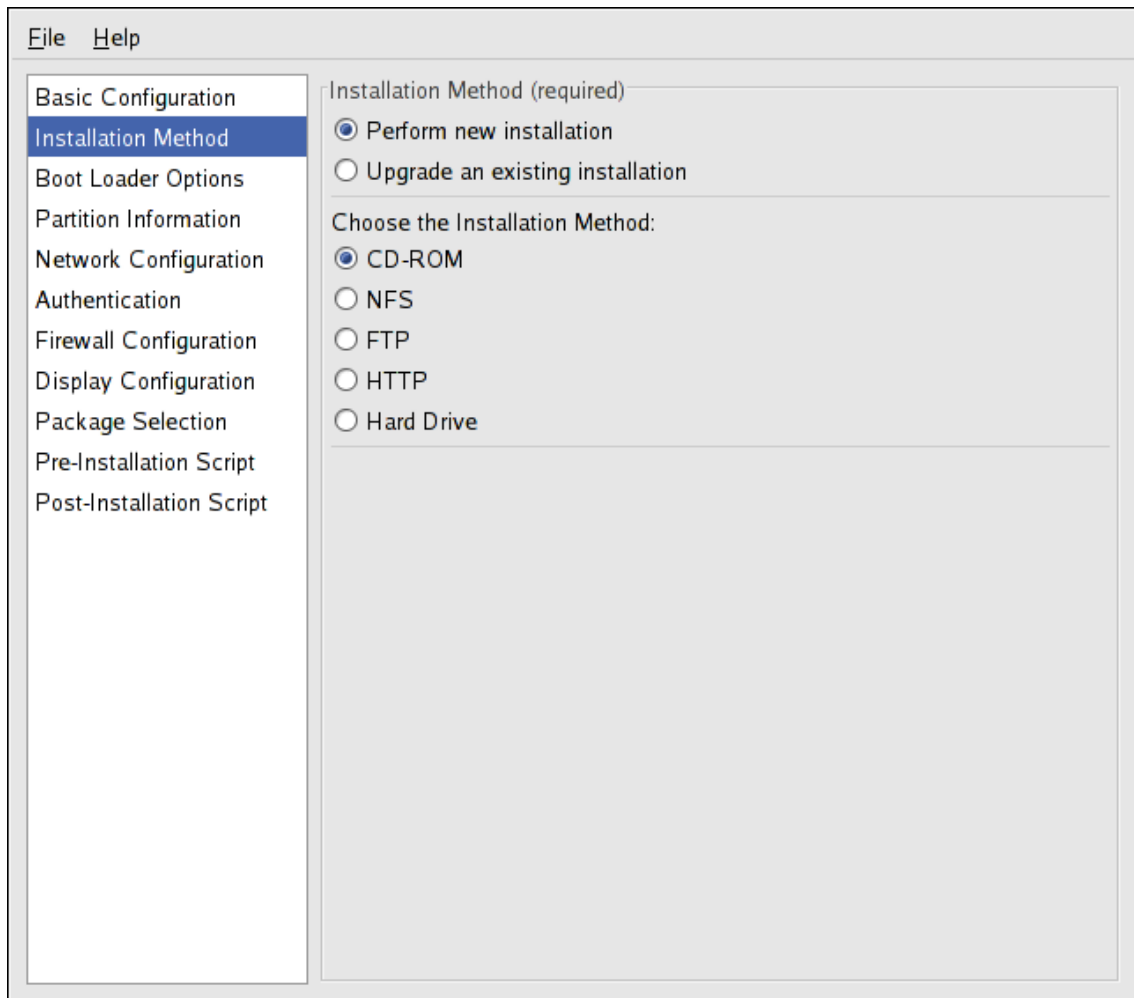 File Help
Basic Configuration
Installation Method
Boot Loader Options
Partition Information
Network Configuration
Authentication
Firewall Configuration
Display Configuration
Package Selection
Pre-Installation Script
Post-Installation Script
Installation Method (required)
Perform new installation
Upgrade an existing installation
Choose the Installation Method:
CD-ROM
NFS
FTP
HTTP
Hard Drive